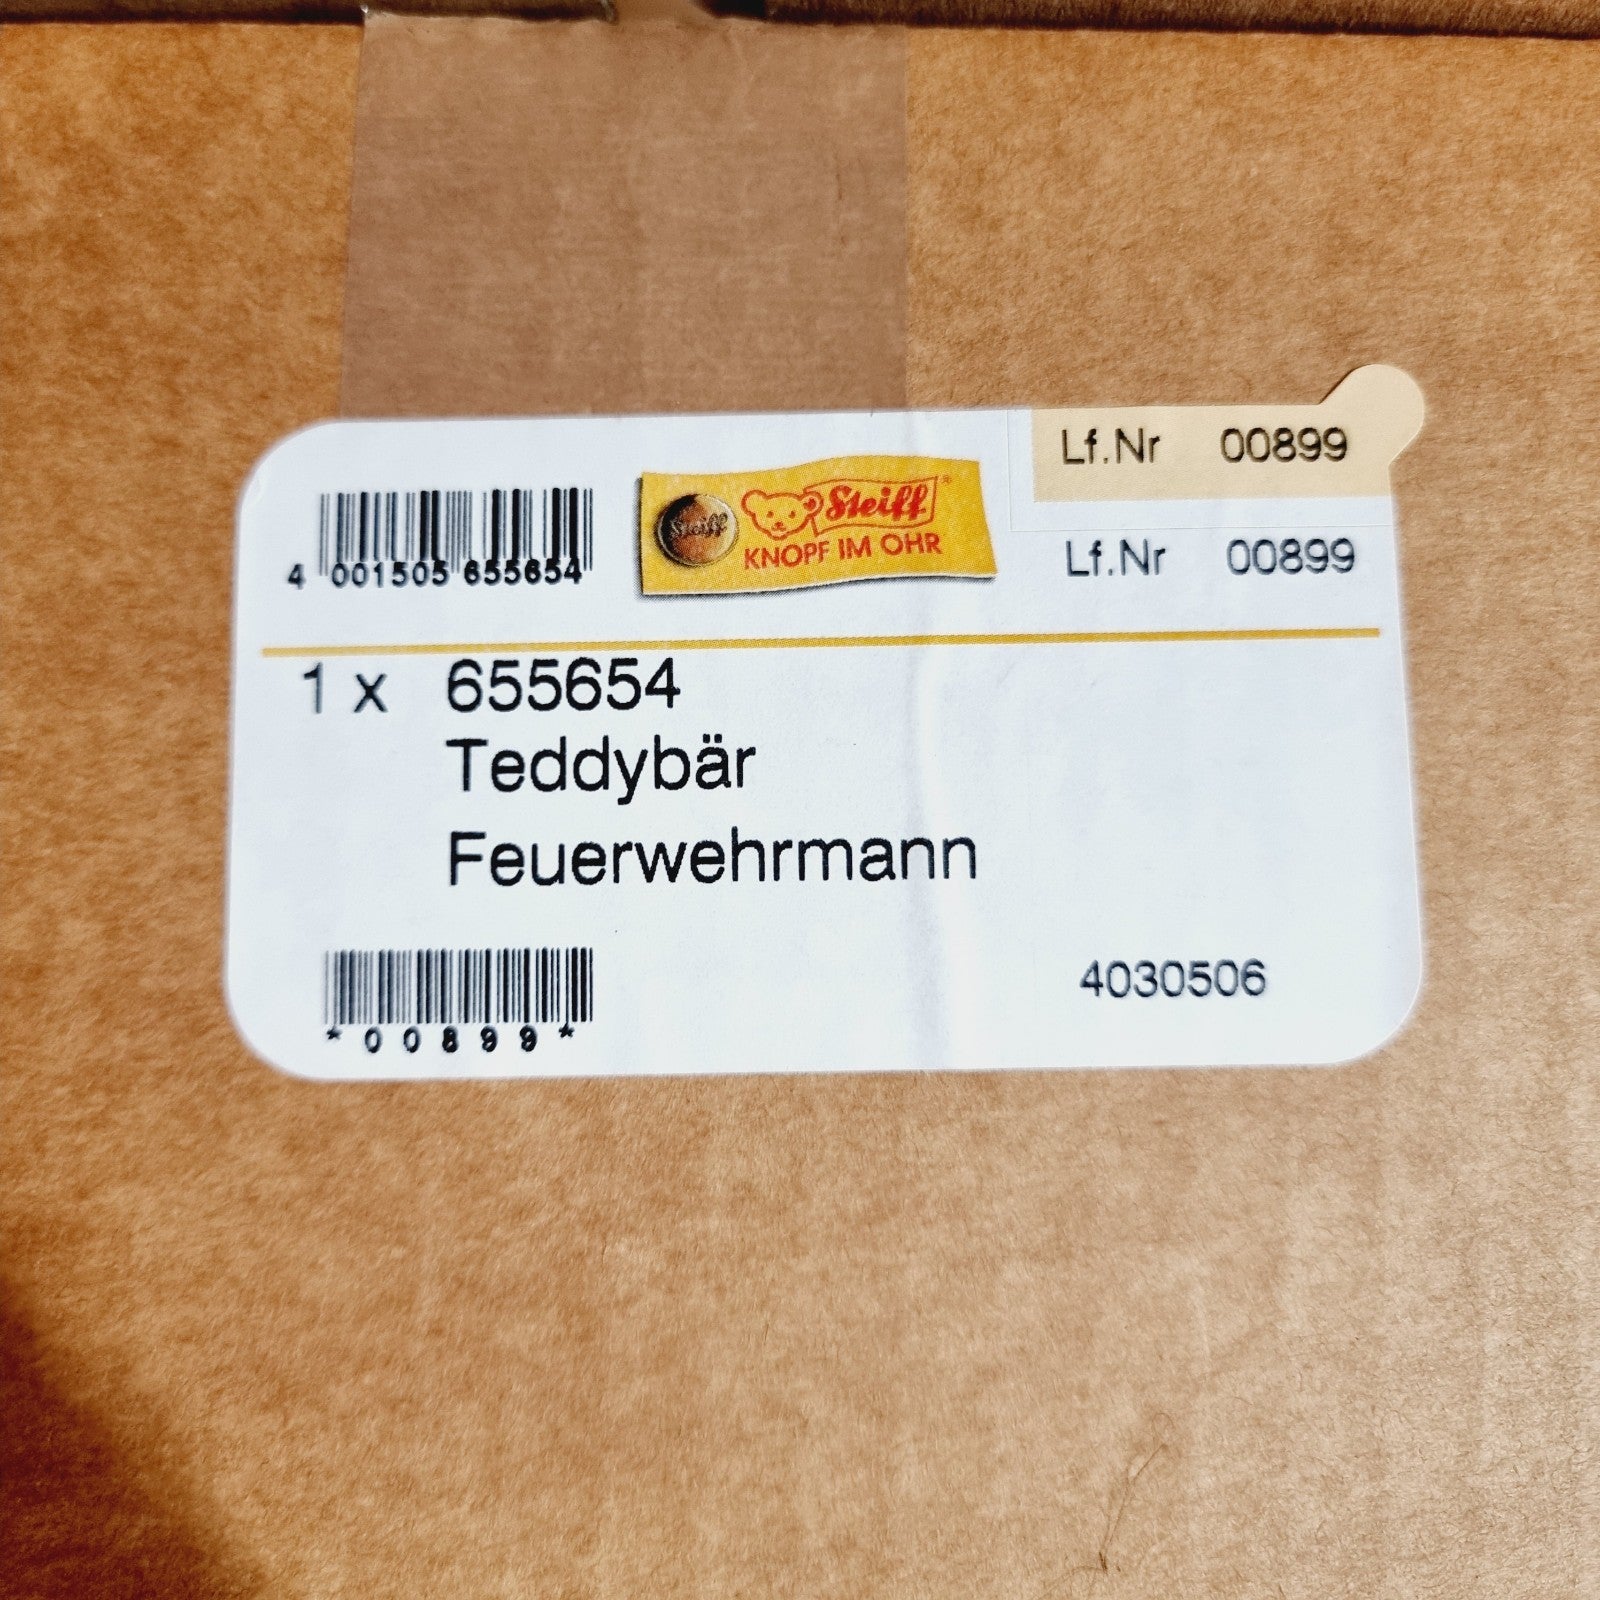 Lf.Nr 00899
4 001505 655654
Steiff
Steiff®
KNOPF IM OHR
Lf.Nr 00899
1 x 655654
Teddybär
Feuerwehrmann
*00899*
4030506